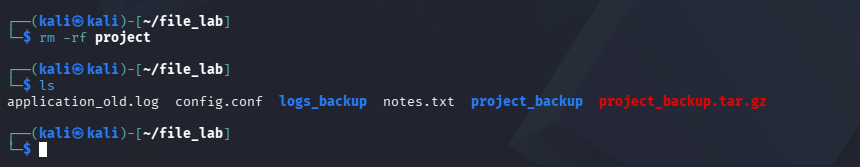 ┌──(kali㉿kali)-[~/file_lab]
└─$ rm -rf project
┌──(kali㉿kali)-[~/file_lab]
└─$ ls
application_old.log  config.conf  logs_backup  notes.txt  project_backup  project_backup.tar.gz
┌──(kali㉿kali)-[~/file_lab]
└─$